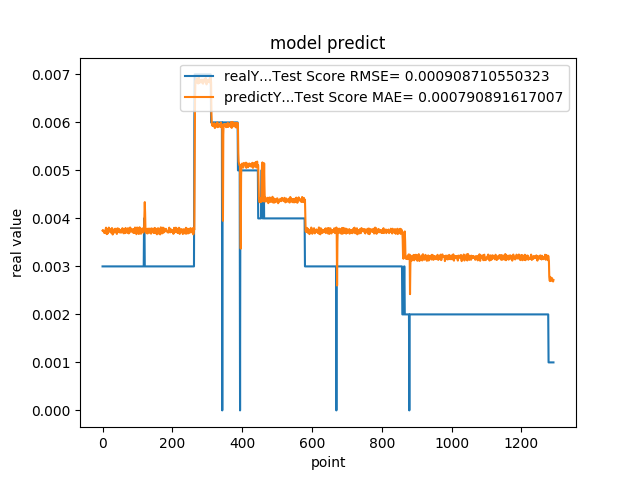 model predict
realY...Test Score RMSE= 0.000908710550323
predictY...Test Score MAE= 0.000790891617007
0.007
0.006
0.005
0.004
0.003
0.002
0.001
0.000
real value
0 200 400 600 800 1000 1200
point